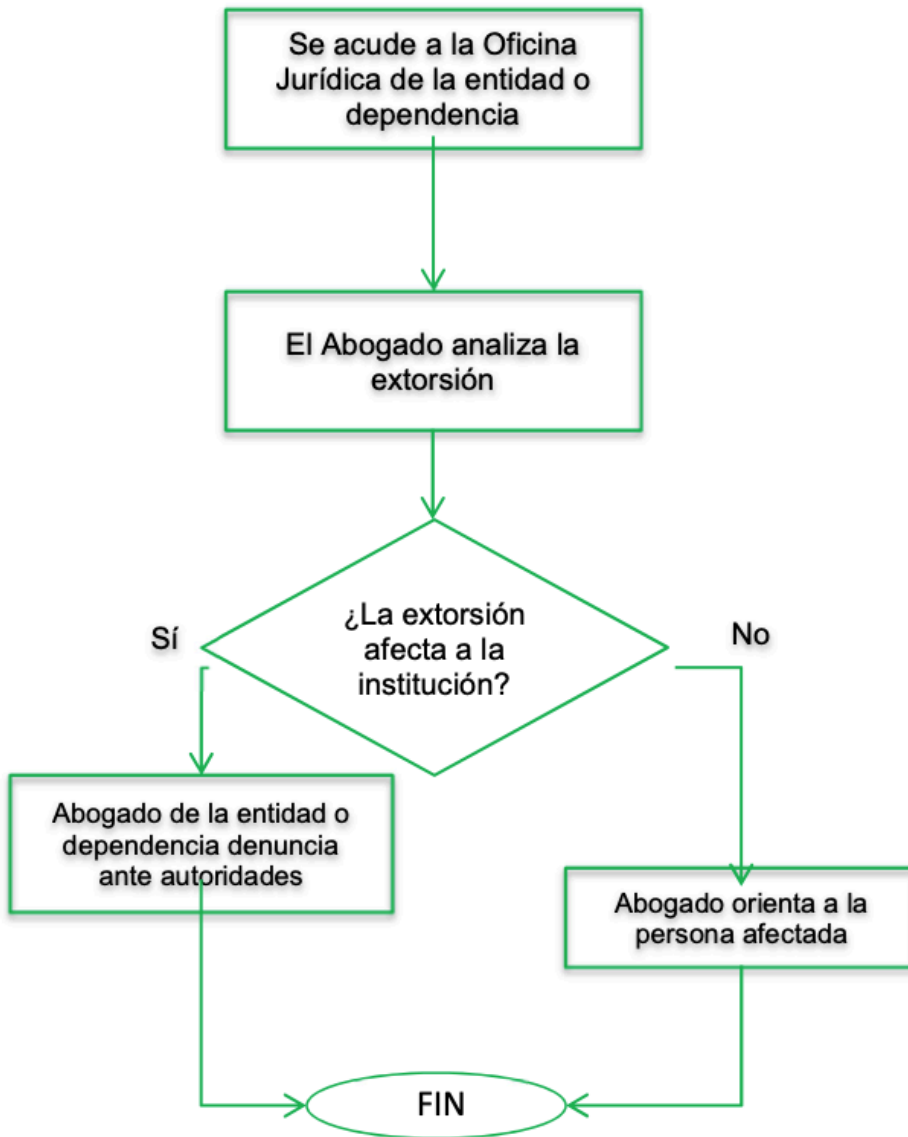 Se acude a la Oficina
Jurídica de la entidad o
dependencia
El Abogado analiza la
extorsión
¿La extorsión
afecta a la
institución?
Sí
No
Abogado de la entidad o
dependencia denuncia
ante autoridades
Abogado orienta a la
persona afectada
FIN